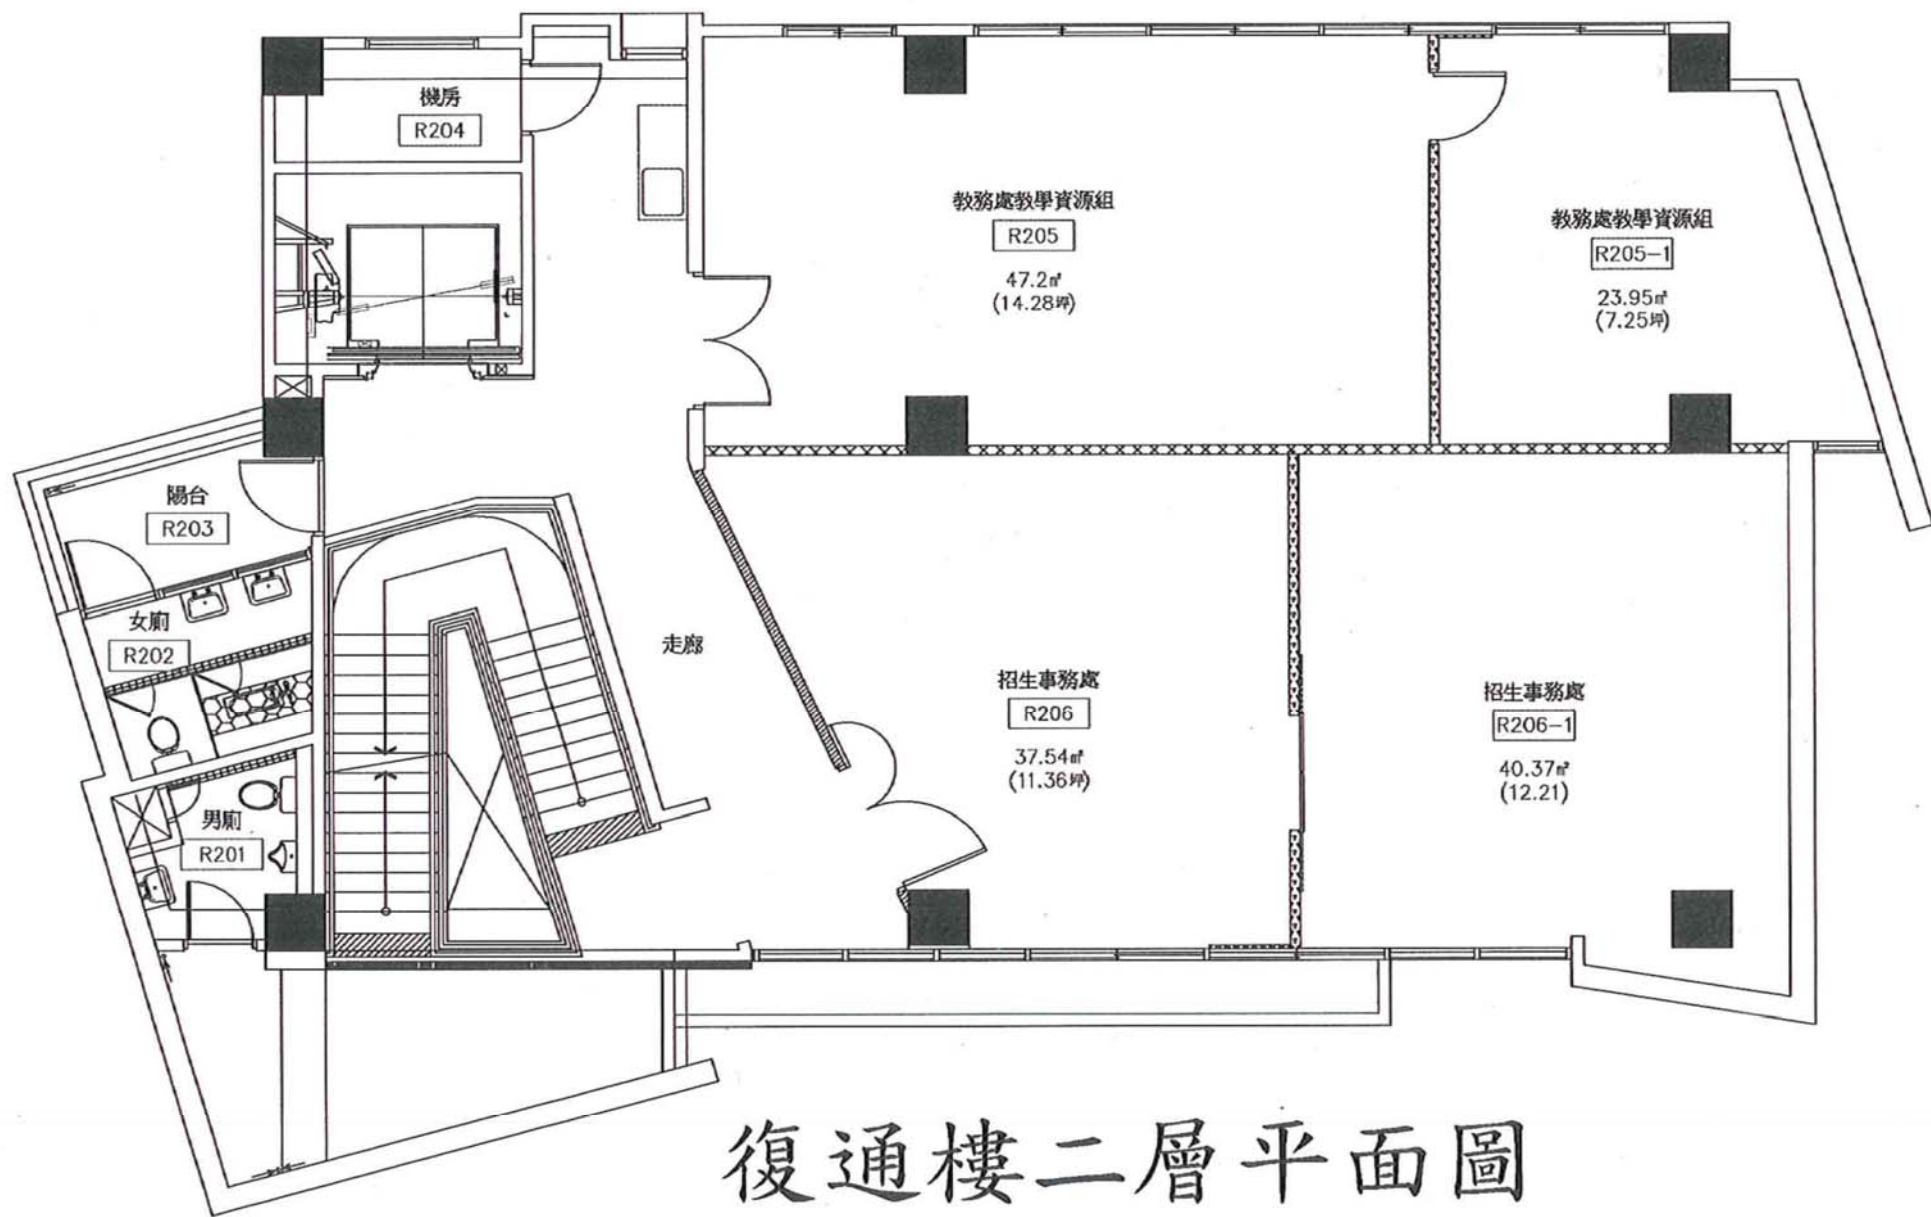 機房
R204
教務處教學資源組
R205
47.2㎡
(14.28坪)
教務處教學資源組
R205-1
23.95㎡
(7.25坪)
陽台
R203
女廁
R202
走廊
招生事務處
R206
37.54㎡
(11.36坪)
招生事務處
R206-1
40.37㎡
(12.21)
男廁
R201
復通樓二層平面圖